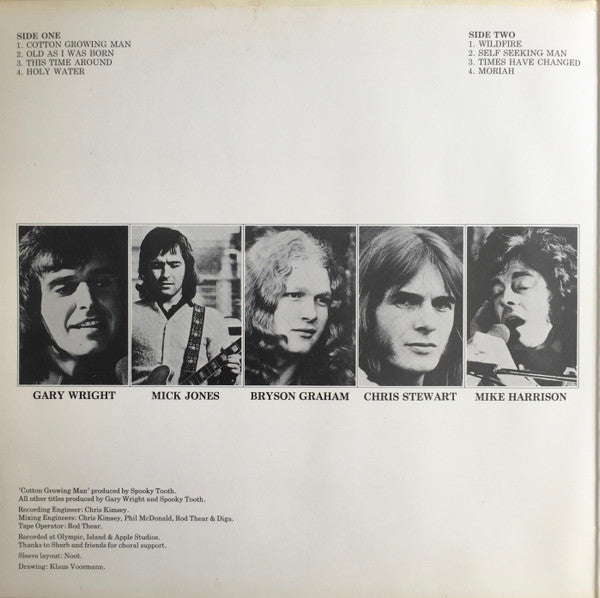 SIDE ONE
1. COTTON GROWING MAN
2. OLD AS I WAS BORN
3. THIS TIME AROUND
4. HOLY WATER
SIDE TWO
1. WILDFIRE
2. SELF SEEKING MAN
3. TIMES HAVE CHANGED
4. MORIAH
GARY WRIGHT MICK JONES BRYSON GRAHAM CHRIS STEWART MIKE HARRISON
'Cotton Growing Man' produced by Spooky Tooth.
All other titles produced by Gary Wright and Spooky Tooth.
Recording Engineer: Chris Kimsey.
Mixing Engineers: Chris Kimsey, Phil McDonald, Rod Thear & Diga.
Tape Operator: Rod Thear.
Recorded at Olympic, Island & Apple Studios.
Thanks to Sherb and friends for choral support.
Sleeve layout: Noot.
Drawing: Klaus Voormann.